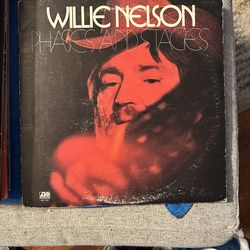 WILLIE NELSON
PHASES AND STAGES